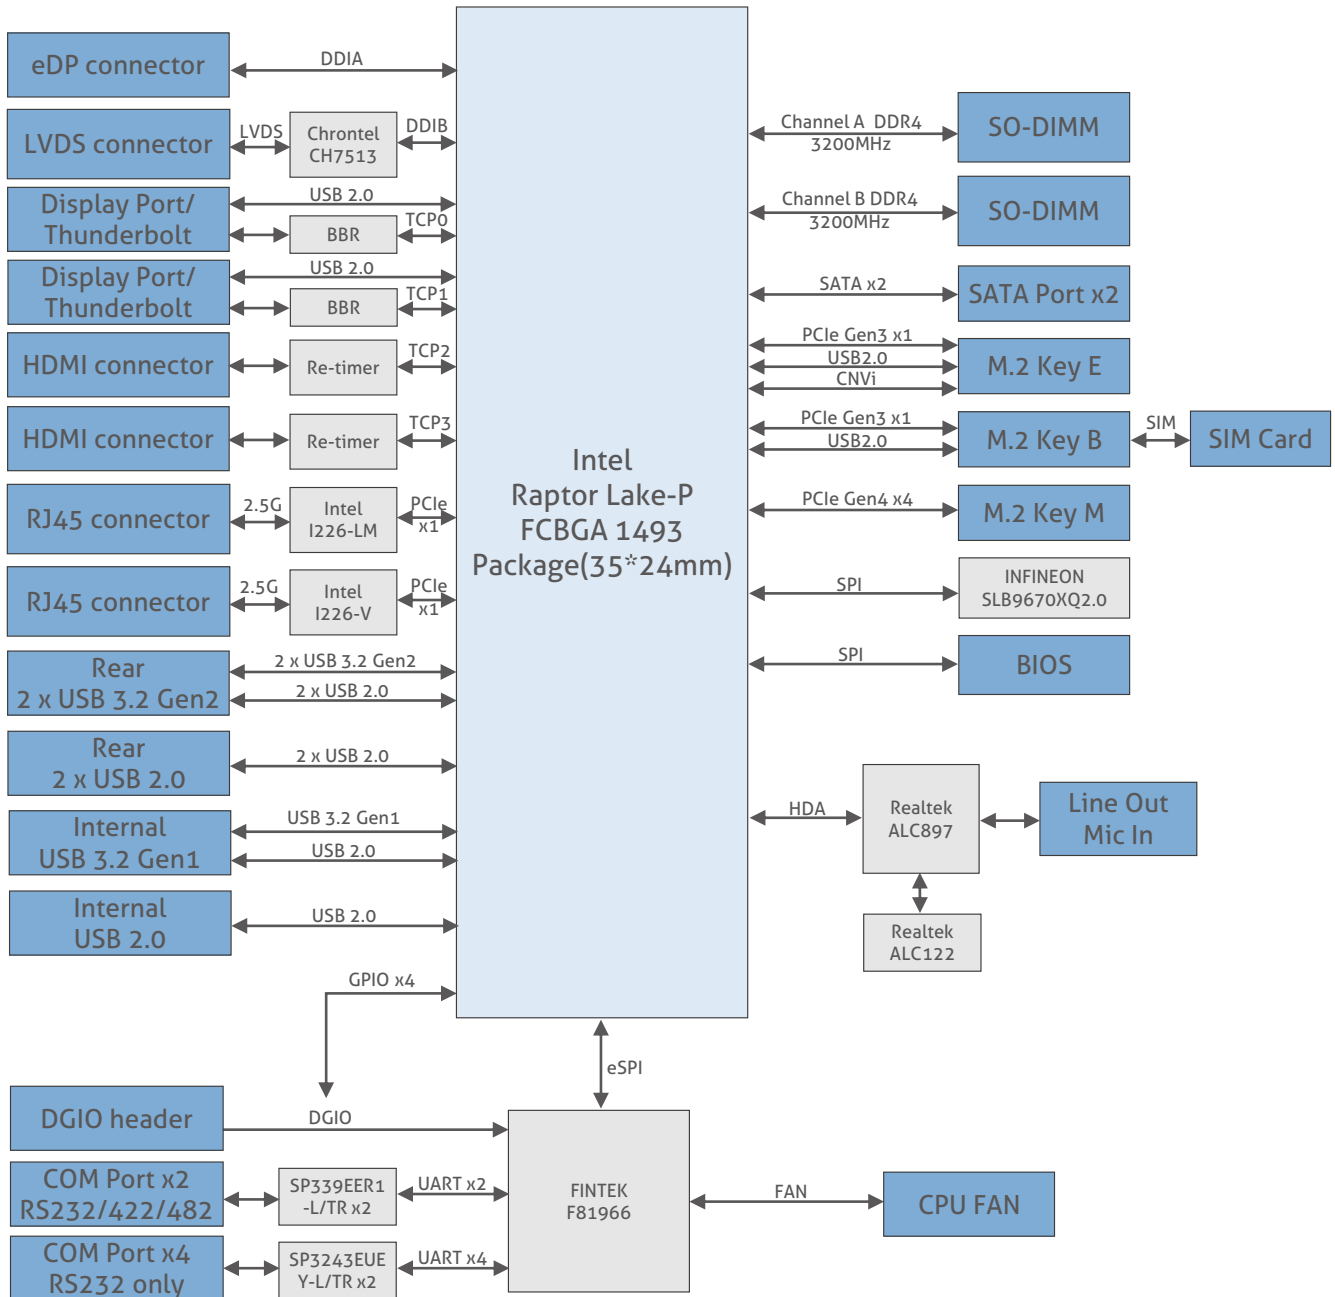 eDP connector
DDIA
LVDS connector
LVDS
Chrontel
CH7513
DDIB
Display Port/
Thunderbolt
USB 2.0
BBR
TCP0
Display Port/
Thunderbolt
USB 2.0
BBR
TCP1
HDMI connector
Re-timer
TCP2
HDMI connector
Re-timer
TCP3
RJ45 connector
2.5G
Intel
I226-LM
PCIe
x1
RJ45 connector
2.5G
Intel
I226-V
PCIe
x1
Rear
2 x USB 3.2 Gen2
2 x USB 3.2 Gen2
2 x USB 2.0
Rear
2 x USB 2.0
2 x USB 2.0
Internal
USB 3.2 Gen1
USB 3.2 Gen1
USB 2.0
Internal
USB 2.0
USB 2.0
GPIO x4
Intel
Raptor Lake-P
FCBGA 1493
Package(35*24mm)
Channel A DDR4
3200MHz
SO-DIMM
Channel B DDR4
3200MHz
SO-DIMM
SATA x2
SATA Port x2
PCIe Gen3 x1
USB2.0
CNVi
M.2 Key E
PCIe Gen3 x1
USB2.0
M.2 Key B
SIM
SIM Card
PCIe Gen4 x4
M.2 Key M
SPI
INFINEON
SLB9670XQ2.0
SPI
BIOS
HDA
Realtek
ALC897
Line Out
Mic In
Realtek
ALC122
eSPI
DGIO header
DGIO
COM Port x2
RS232/422/482
SP339EER1
-L/TR x2
UART x2
COM Port x4
RS232 only
SP3243EUE
Y-L/TR x2
UART x4
FINTEK
F81966
FAN
CPU FAN